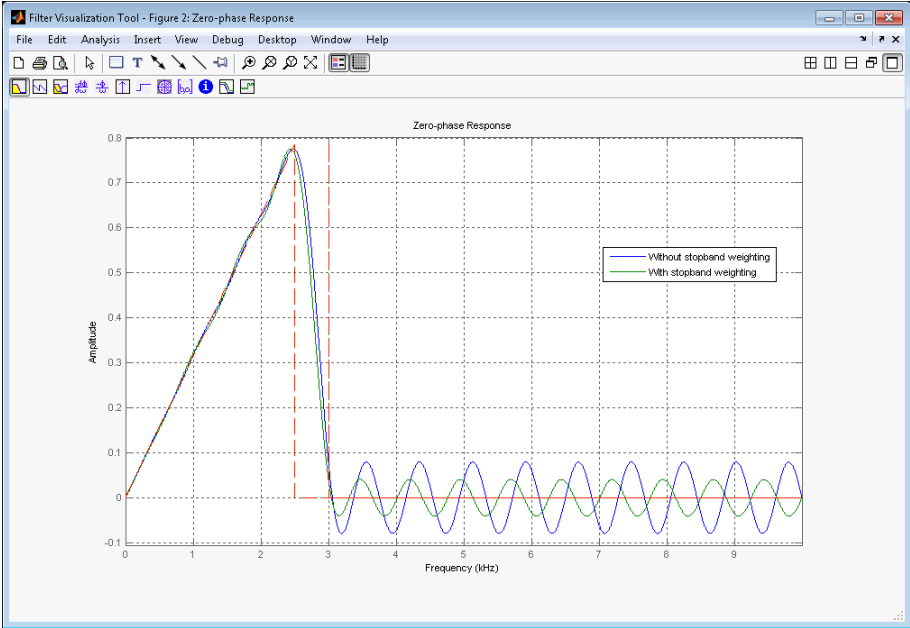 Filter Visualization Tool - Figure 2: Zero-phase Response
File Edit Analysis Insert View Debug Desktop Window Help
Zero-phase Response
0.8
0.7
0.6
0.5
0.4
0.3
0.2
0.1
0
-0.1
Amplitude
Without stopband weighting
With stopband weighting
0 1 2 3 4 5 6 7 8 9
Frequency (kHz)